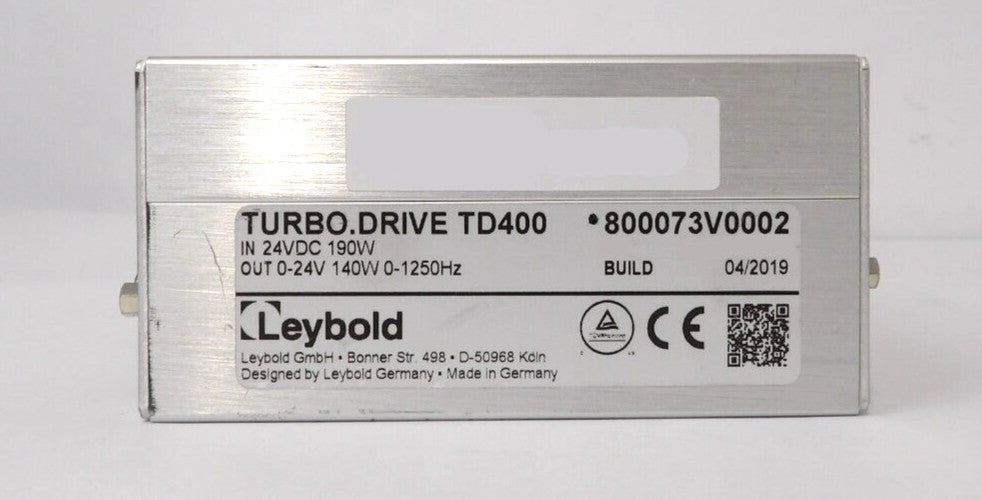 TURBO.DRIVE TD400 •800073V0002
IN 24VDC 190W
OUT 0-24V 140W 0-1250Hz BUILD 04/2019
Leybold
Leybold GmbH • Bonner Str. 498 • D-50968 Köln
Designed by Leybold Germany • Made in Germany
CE